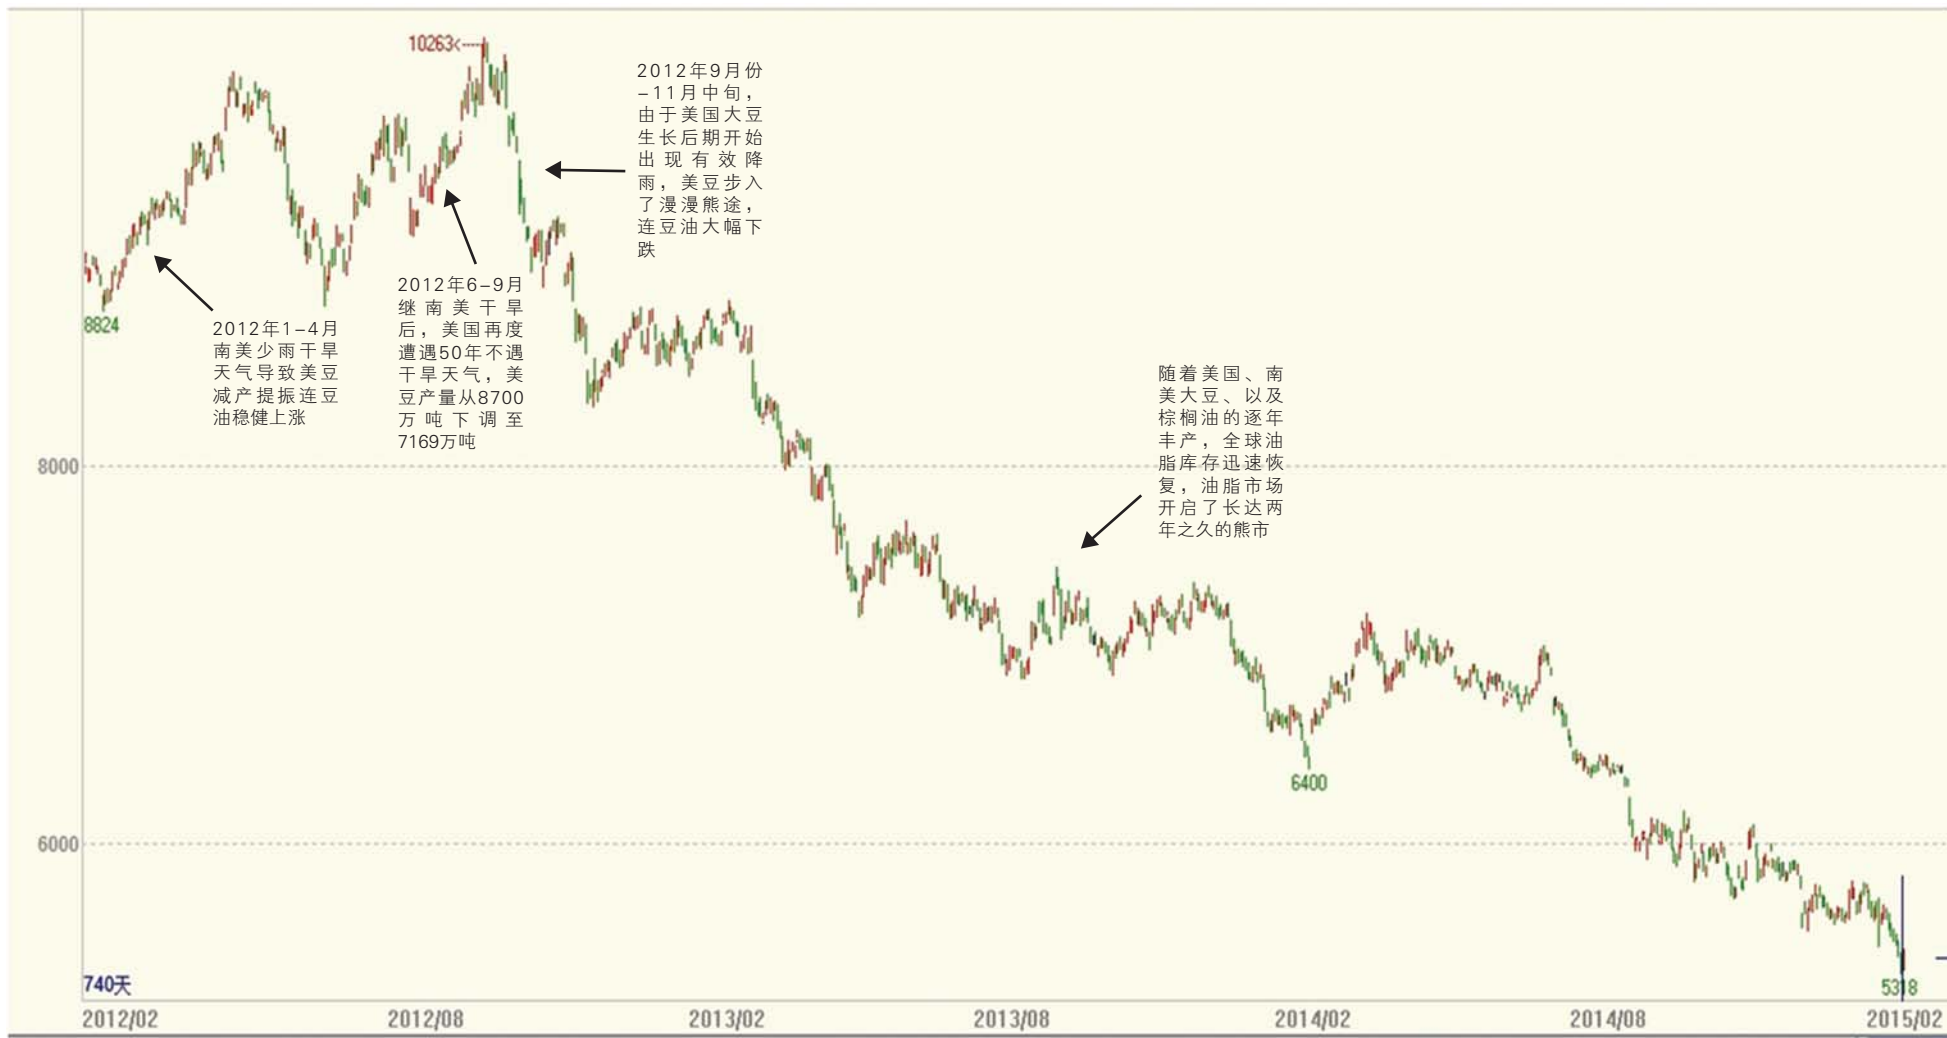 10263
2012年9月份
-11月中旬，
由于美国大豆
生长后期开始
出现有效降
雨，美豆步入
了漫漫熊途，
连豆油大幅下
跌
8824
2012年1-4月
南美少雨干旱
天气导致美豆
减产提振连豆
油稳健上涨
2012年6-9月
继南美干旱
后，美国再度
遭遇50年不遇
干旱天气，美
豆产量从8700
万吨下调至
7169万吨
随着美国、南
美大豆、以及
棕榈油的逐年
丰产，全球油
脂库存迅速恢
复，油脂市场
开启了长达两
年之久的熊市
8000
6400
6000
740天
5318
2012/02
2012/08
2013/02
2013/08
2014/02
2014/08
2015/02